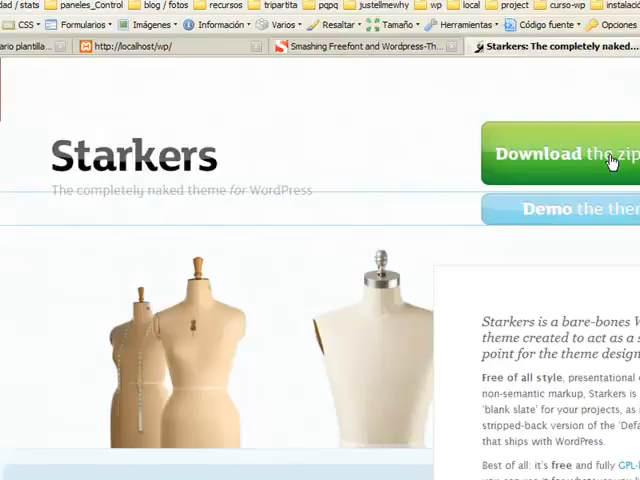 dad / stats paneles_Control blog / fotos recursos tripartita pqpq justellmewhy wp local project curso-wp instalació
CSS Formularios Imágenes Información Varios Resaltar Tamaño Herramientas Código fuente Opciones
ario plantilla... http://localhost/wp/ Smashing Freefont and Wordpress-Th... Starkers: The completely naked...
Starkers
Download the zip
The completely naked theme for WordPress
Demo the the
Starkers is a bare-bones W
theme created to act as a s
point for the theme design
Free of all style, presentational
non-semantic markup, Starkers is
'blank slate' for your projects, as
stripped-back version of the 'Defa
that ships with WordPress.
Best of all: it's free and fully GPL-